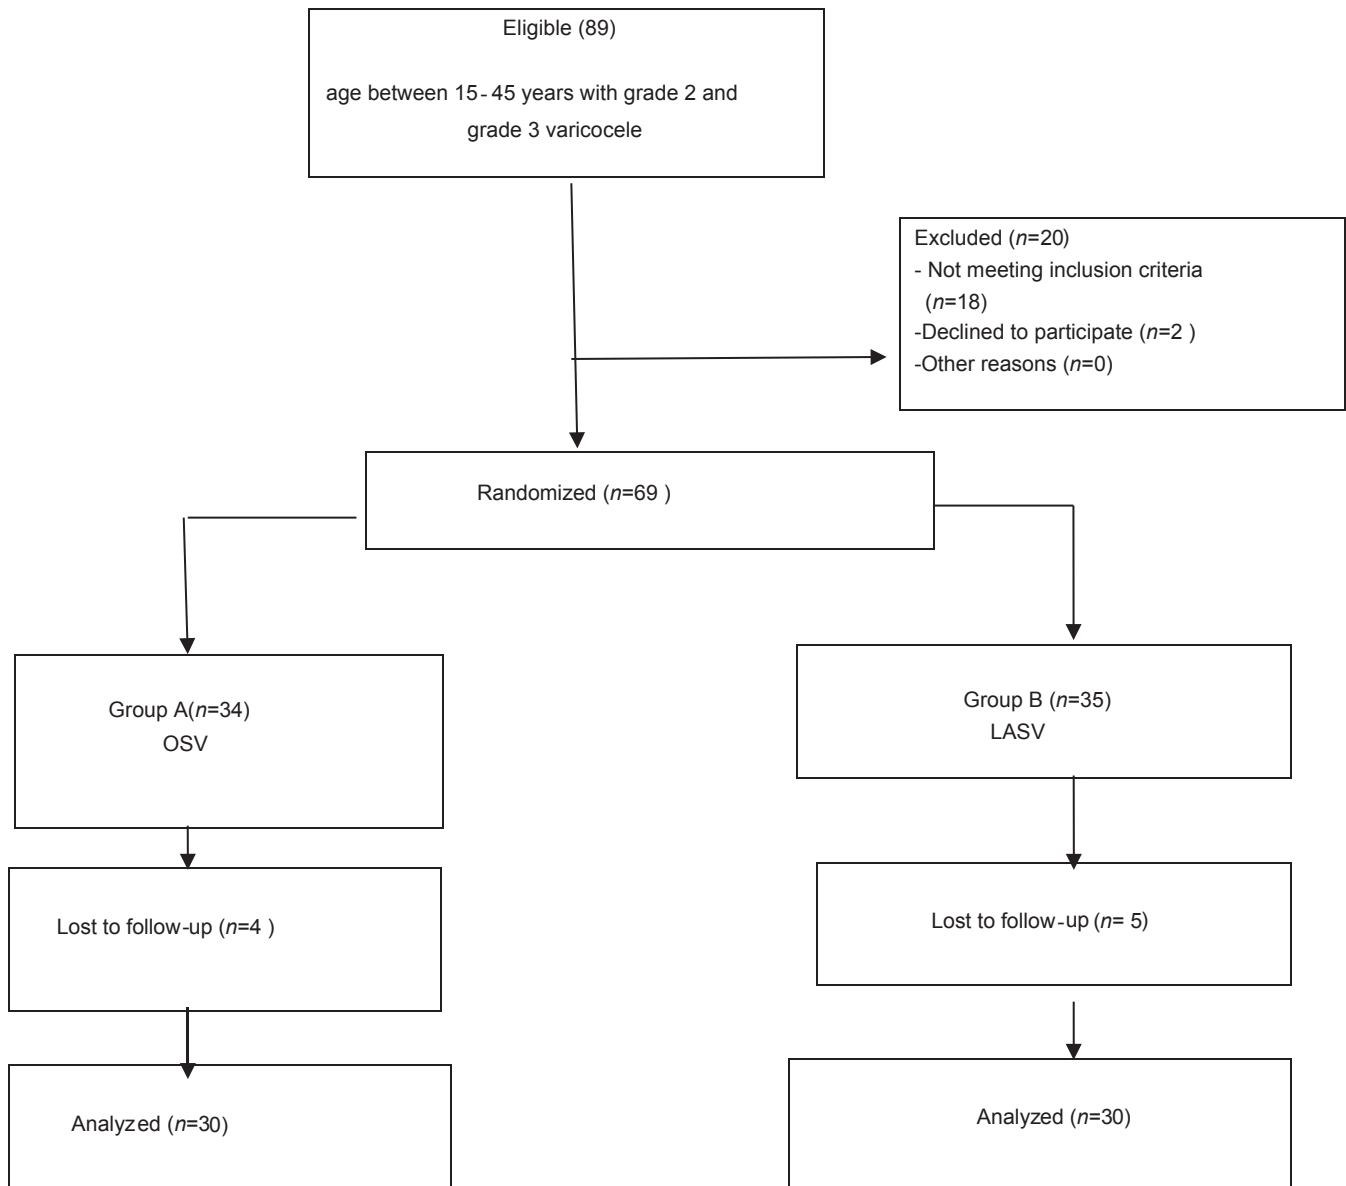 Eligible (89)
age between 15-45 years with grade 2 and
grade 3 varicocele
Excluded (n=20)
- Not meeting inclusion criteria
(n=18)
-Declined to participate (n=2 )
-Other reasons (n=0)
Randomized (n=69 )
Group A(n=34)
OSV
Group B (n=35)
LASV
Lost to follow-up (n=4 )
Lost to follow-up (n= 5)
Analyzed (n=30)
Analyzed (n=30)